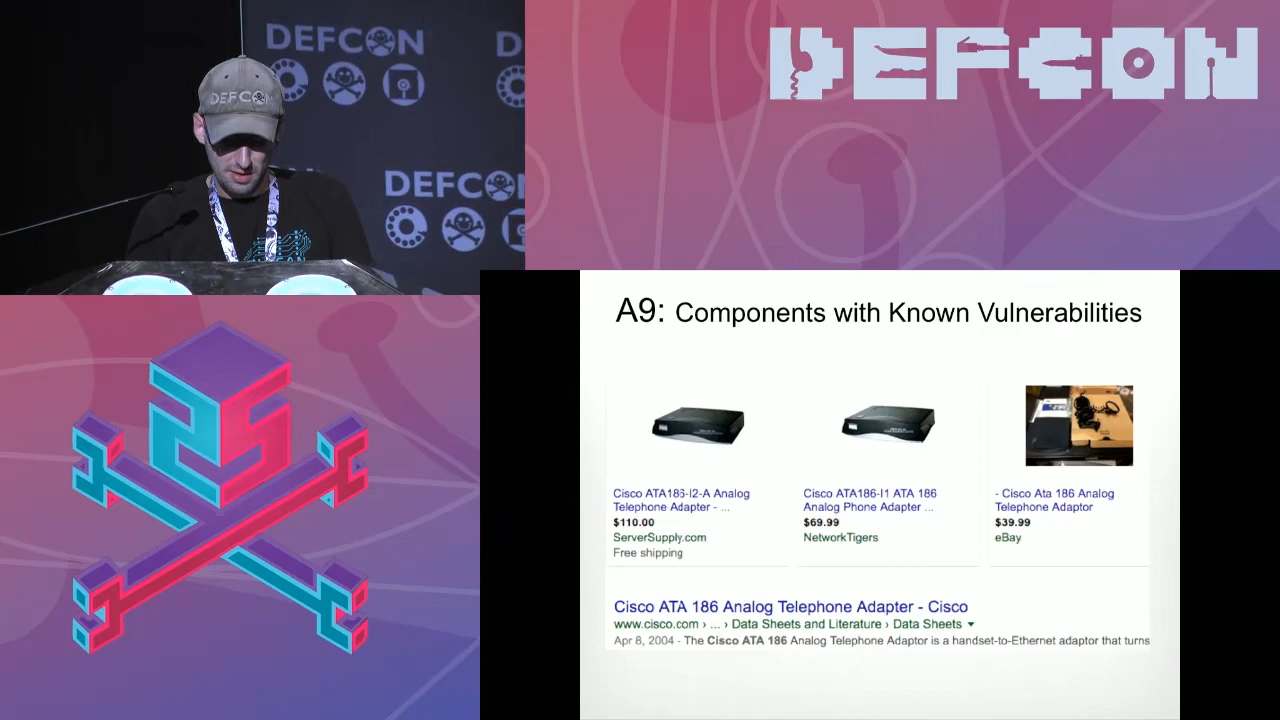 DEFCON
DEFCON
D
DEFCON
DEFCON
A9: Components with Known Vulnerabilities
Cisco ATA186-I2-A Analog
Telephone Adapter - ...
$110.00
ServerSupply.com
Free shipping
Cisco ATA186-I1 ATA 186
Analog Phone Adapter ...
$69.99
NetworkTigers
- Cisco Ata 186 Analog
Telephone Adaptor
$39.99
eBay
Cisco ATA 186 Analog Telephone Adapter - Cisco
www.cisco.com › ... › Data Sheets and Literature › Data Sheets
Apr 8, 2004 - The Cisco ATA 186 Analog Telephone Adaptor is a handset-to-Ethernet adaptor that turns